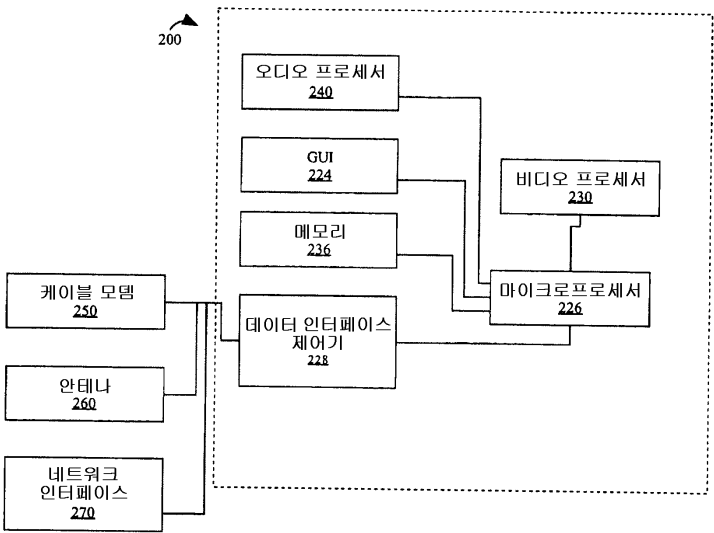 200
오디오 프로세서
240
GUI
224
비디오 프로세서
230
메모리
236
케이블 모뎀
250
마이크로프로세서
226
데이터 인터페이스
제어기
228
안테나
260
네트워크
인터페이스
270